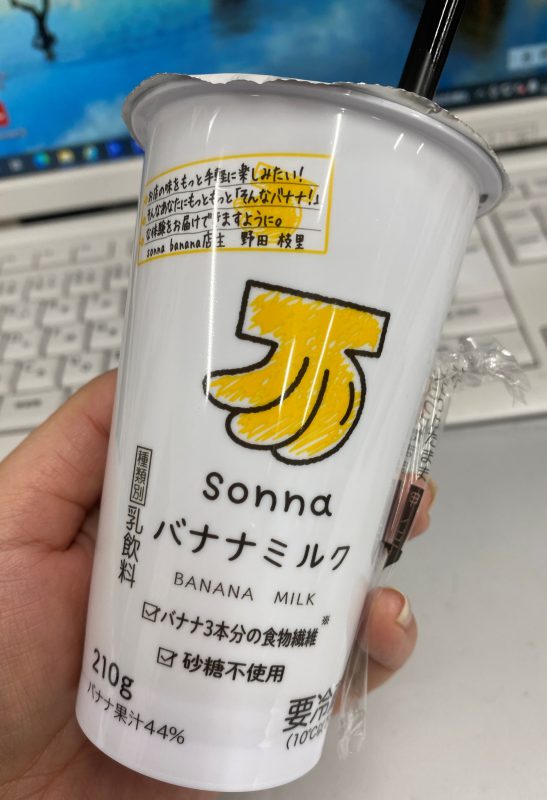 お店の味をもっと手軽に楽しみたい！
そんなあなたにもっともっと「そんなバナナ！」
な体験をお届けできますように。
sonna banana店主 野田 枝里
sonna
バナナミルク
BANANA MILK
種類別 乳飲料
バナナ3本分の食物繊維※
砂糖不使用
210g
バナナ果汁44%
要冷
(10℃